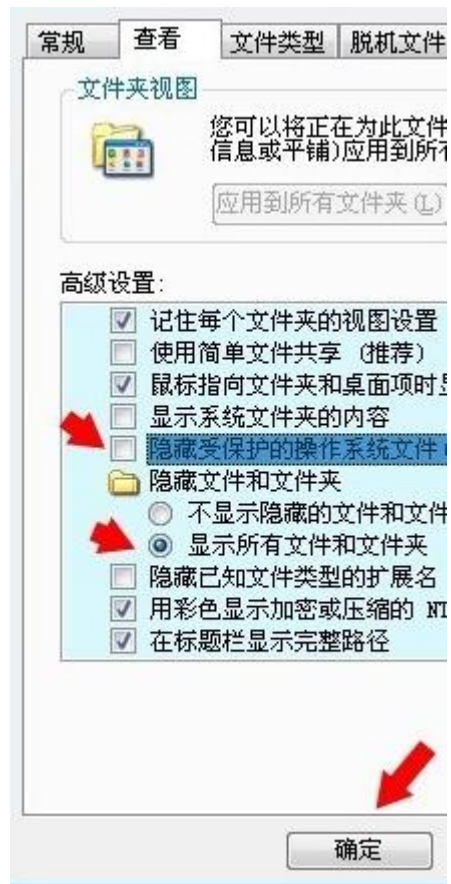 常规 查看 文件类型 脱机文件
文件夹视图
您可以将正在为此文件
信息或平铺)应用到所有
应用到所有文件夹(L)
高级设置:
记住每个文件夹的视图设置
使用简单文件共享 (推荐)
鼠标指向文件夹和桌面项时显
显示系统文件夹的内容
隐藏受保护的操作系统文件
隐藏文件和文件夹
不显示隐藏的文件和文件
显示所有文件和文件夹
隐藏已知文件类型的扩展名
用彩色显示加密或压缩的 NT
在标题栏显示完整路径
确定